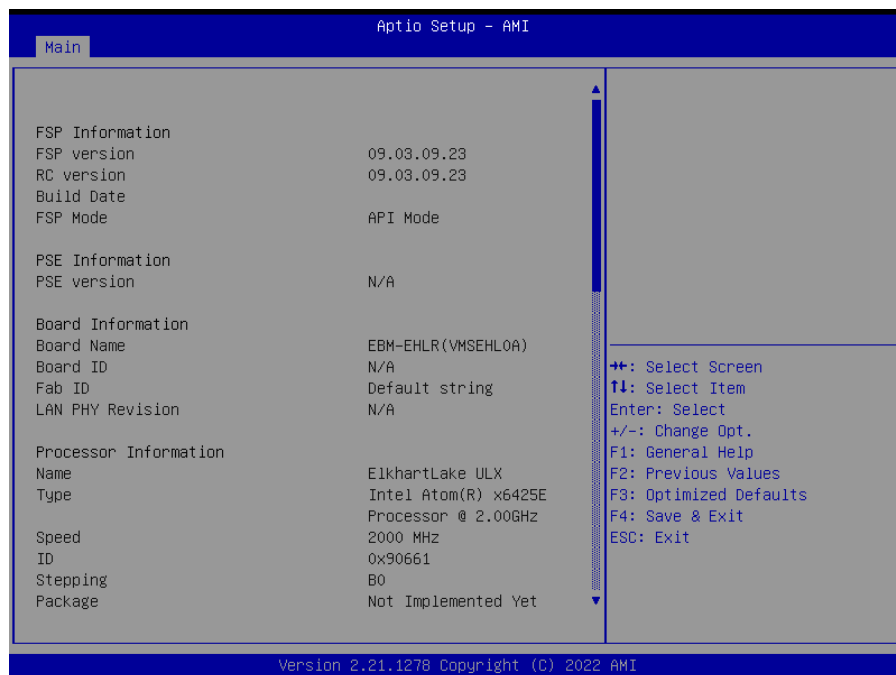 Aptio Setup - AMI
Main
FSP Information
FSP version 09.03.09.23
RC version 09.03.09.23
Build Date
FSP Mode API Mode
PSE Information
PSE version N/A
Board Information
Board Name EBM-EHLR(VMSEHL0A)
Board ID N/A
Fab ID Default string
LAN PHY Revision N/A
Processor Information
Name ElkhartLake ULX
Type Intel Atom(R) x6425E
Processor @ 2.00GHz
Speed 2000 MHz
ID 0x90661
Stepping B0
Package Not Implemented Yet
→←: Select Screen
↑↓: Select Item
Enter: Select
+/-: Change Opt.
F1: General Help
F2: Previous Values
F3: Optimized Defaults
F4: Save & Exit
ESC: Exit
Version 2.21.1278 Copyright (C) 2022 AMI